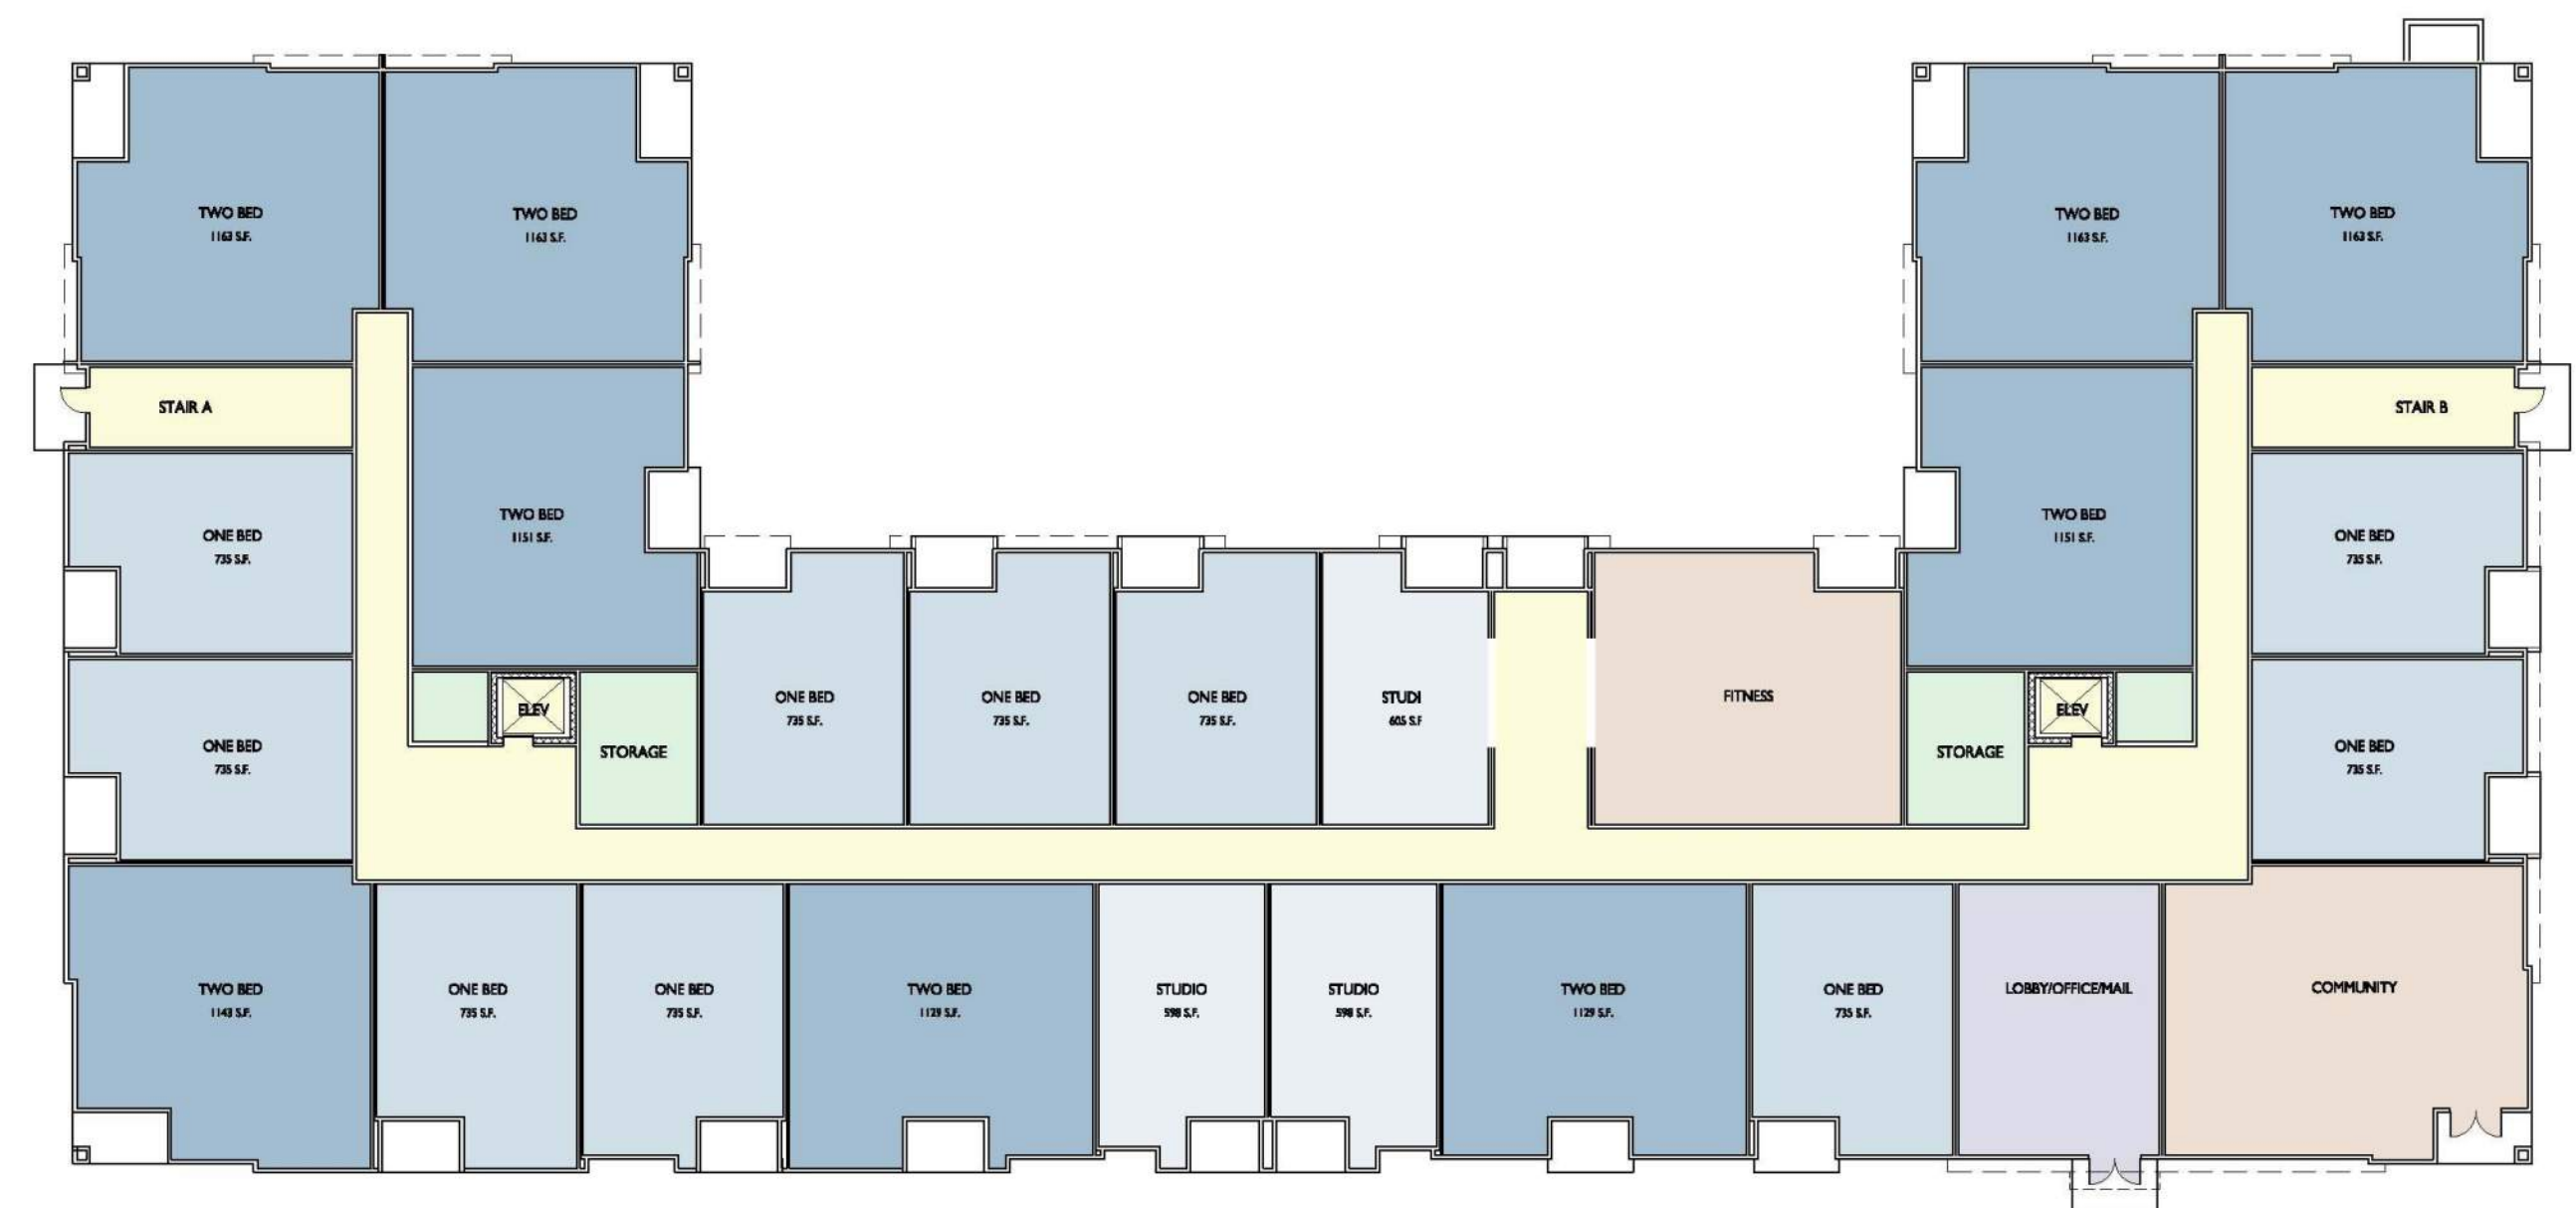 TWO BED
1163 S.F.
TWO BED
1163 S.F.
TWO BED
1163 S.F.
TWO BED
1163 S.F.
STAIR A
STAIR B
TWO BED
1151 S.F.
TWO BED
1151 S.F.
ONE BED
735 S.F.
ONE BED
735 S.F.
ONE BED
735 S.F.
ELEV
STORAGE
ONE BED
735 S.F.
ONE BED
735 S.F.
ONE BED
735 S.F.
STUDI
605 S.F
FITNESS
STORAGE
ELEV
ONE BED
735 S.F.
TWO BED
1143 S.F.
ONE BED
735 S.F.
ONE BED
735 S.F.
TWO BED
1129 S.F.
STUDIO
598 S.F.
STUDIO
598 S.F.
TWO BED
1129 S.F.
ONE BED
735 S.F.
LOBBY/OFFICE/MAIL
COMMUNITY